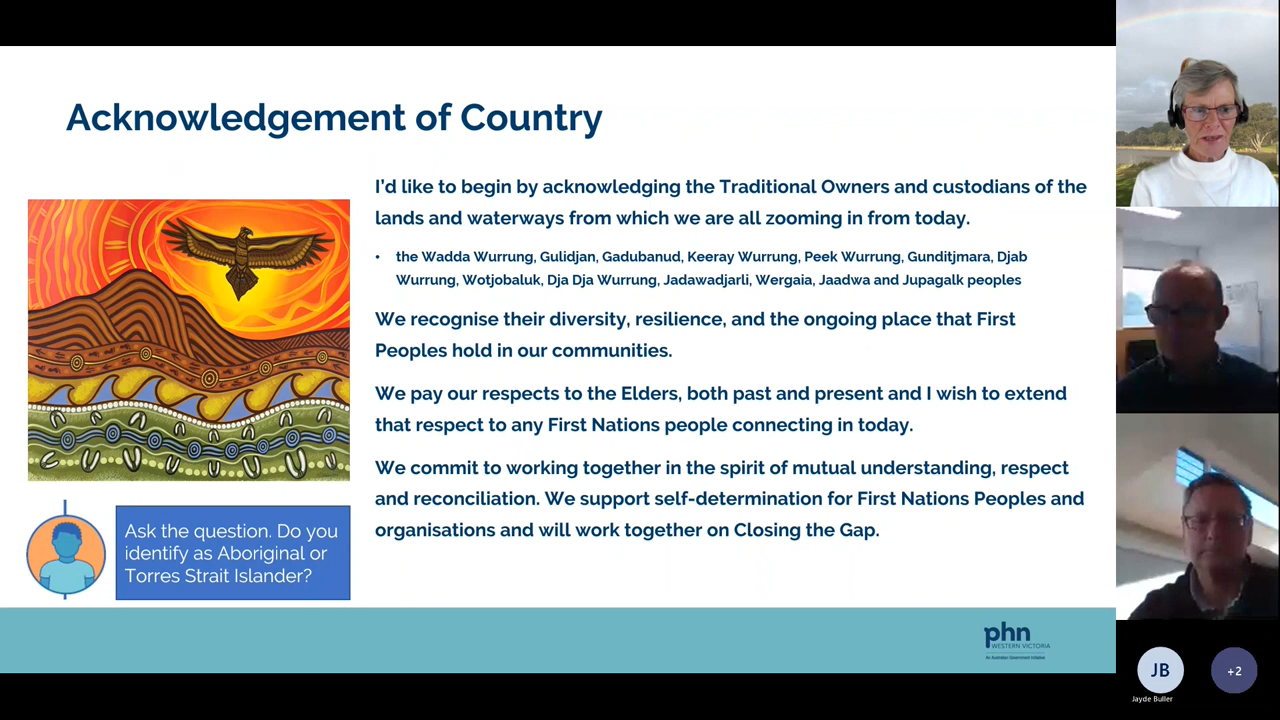 Acknowledgement of Country
I'd like to begin by acknowledging the Traditional Owners and custodians of the
lands and waterways from which we are all zooming in from today.
• the Wadda Wurrung, Gulidjan, Gadubanud, Keeray Wurrung, Peek Wurrung, Gunditjmara, Djab
Wurrung, Wotjobaluk, Dja Dja Wurrung, Jadawadjarli, Wergaia, Jaadwa and Jupagalk peoples
We recognise their diversity, resilience, and the ongoing place that First
Peoples hold in our communities.
We pay our respects to the Elders, both past and present and I wish to extend
that respect to any First Nations people connecting in today.
We commit to working together in the spirit of mutual understanding, respect
and reconciliation. We support self-determination for First Nations Peoples and
organisations and will work together on Closing the Gap.
Ask the question. Do you
identify as Aboriginal or
Torres Strait Islander?
phn
WESTERN VICTORIA
An Australian Government Initiative
JB
Jayde Buller
+2